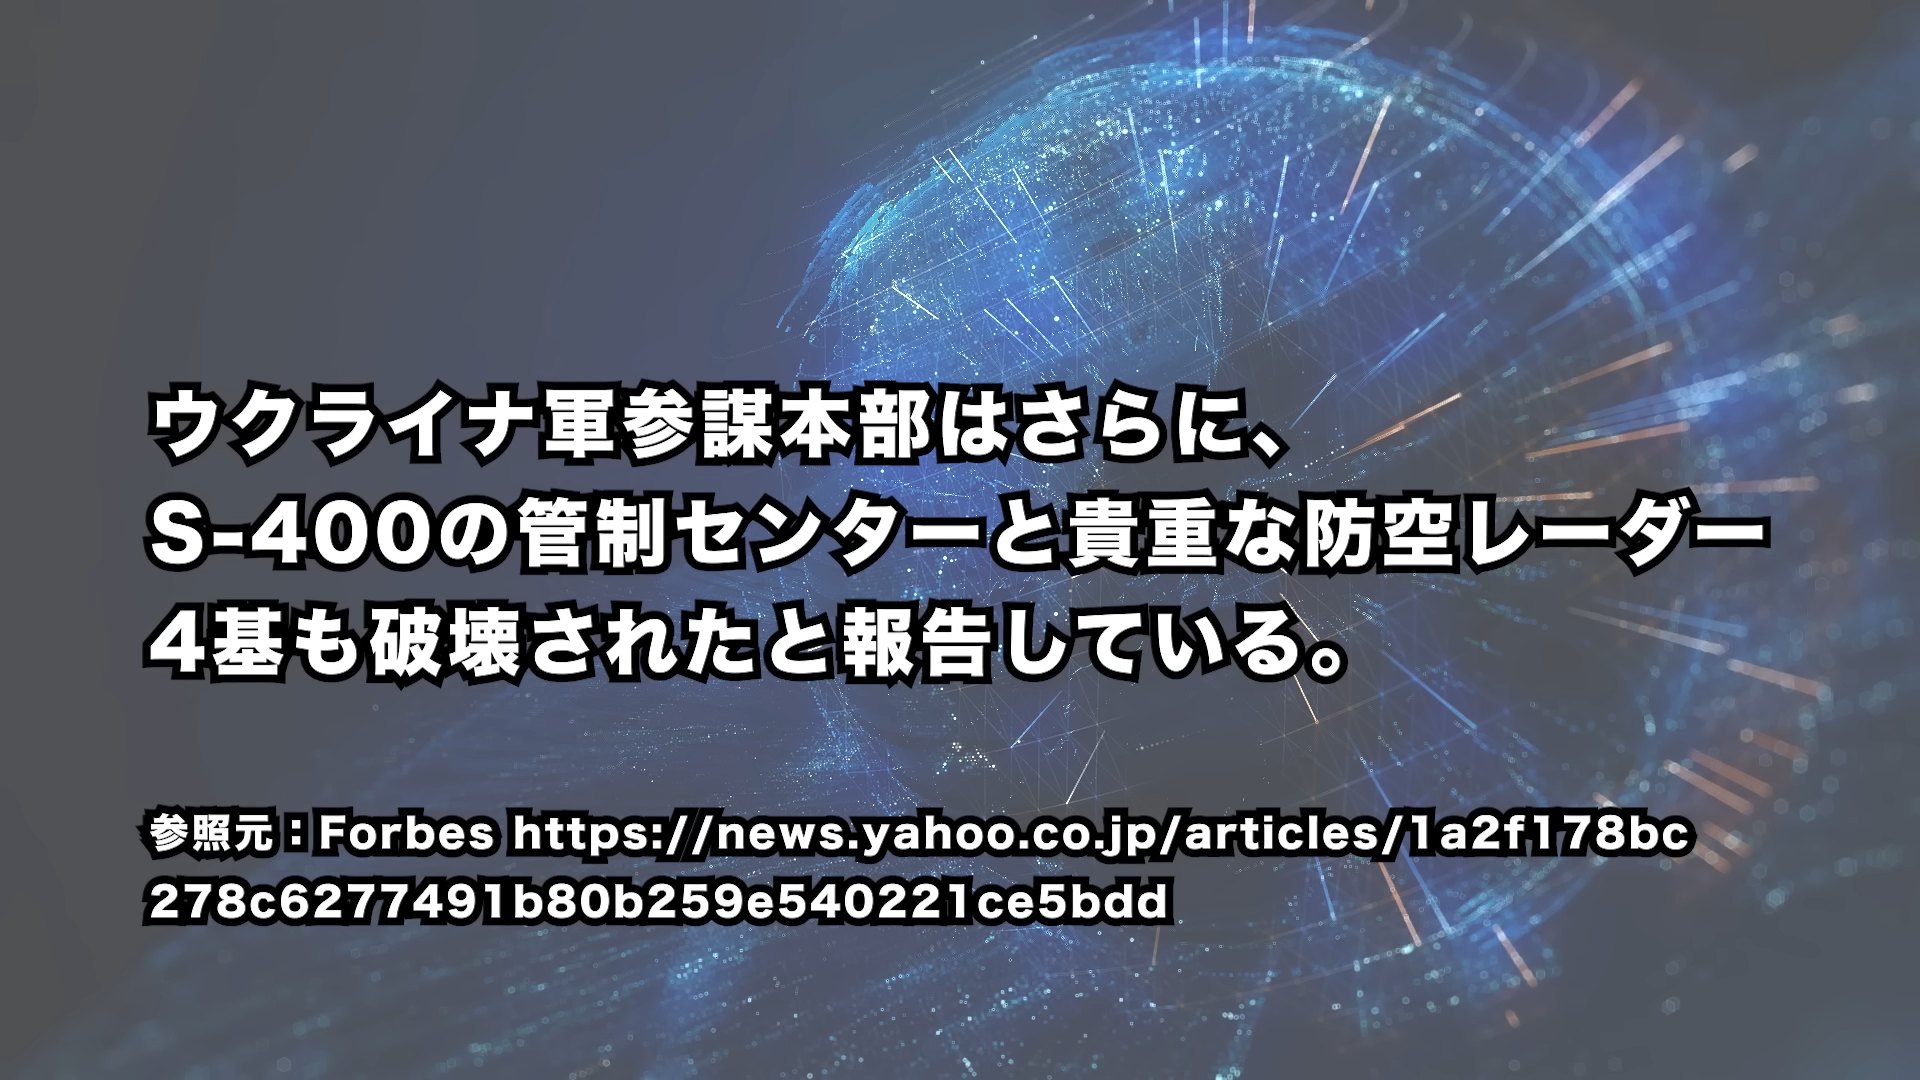 ウクライナ軍参謀本部はさらに、
S-400の管制センターと貴重な防空レーダー
4基も破壊されたと報告している。
参照元：Forbes https://news.yahoo.co.jp/articles/1a2f178bc
278c6277491b80b259e540221ce5bdd